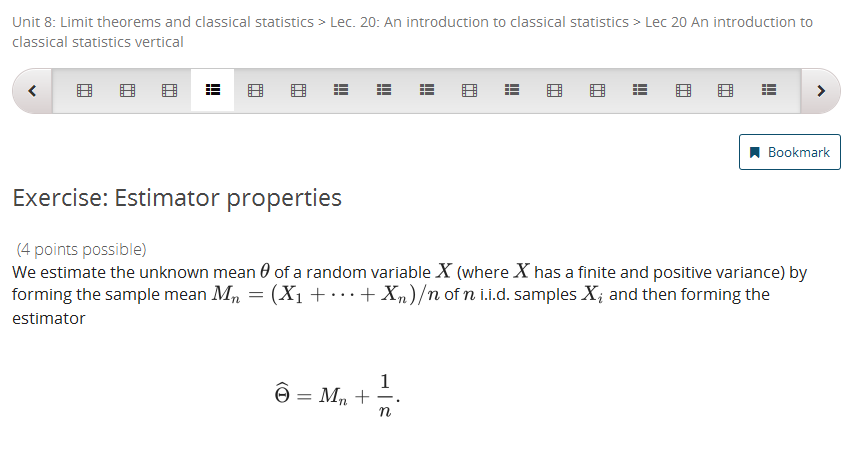 Unit 8: Limit theorems and classical statistics > Lec. 20: An introduction to classical statistics > Lec 20 An introduction to
classical statistics vertical
Bookmark
Exercise: Estimator properties
(4 points possible)
We estimate the unknown mean θ of a random variable X (where X has a finite and positive variance) by
forming the sample mean Mₙ = (X₁ + ⋯ + Xₙ)/n of n i.i.d. samples Xᵢ and then forming the
estimator
Θ̂ = Mₙ + 1/n.